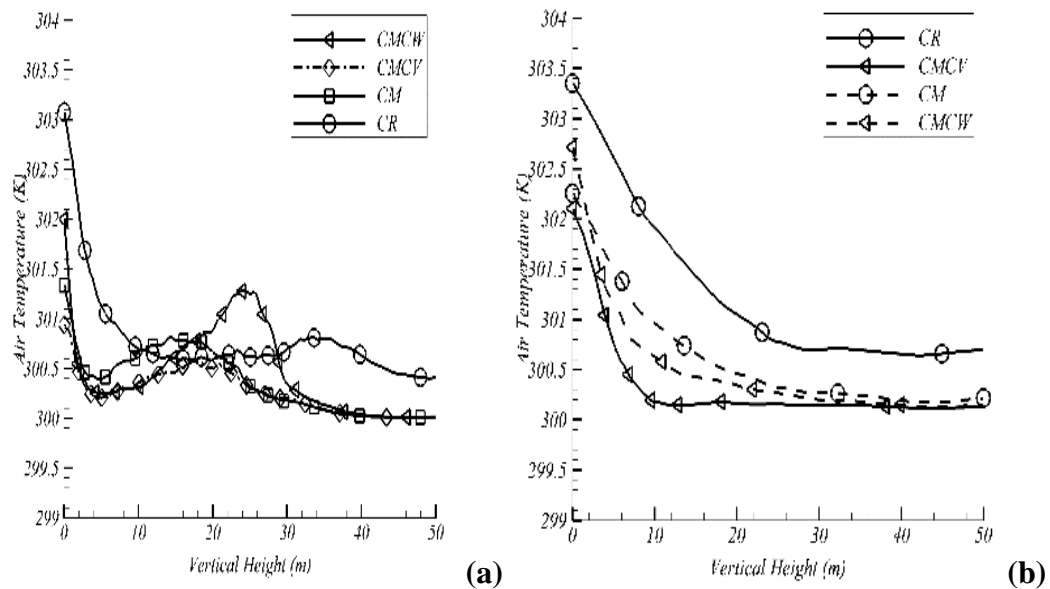 304
303.5
303
302.5
302
301.5
301
300.5
300
299.5
299
Air Temperature (K)
0 10 20 30 40 50
Vertical Height (m)
CMCW
CMCV
CM
CR
(a)
304
303.5
303
302.5
302
301.5
301
300.5
300
299.5
299
Air Temperature (K)
0 10 20 30 40 50
Vertical Height (m)
CR
CMCV
CM
CMCW
(b)